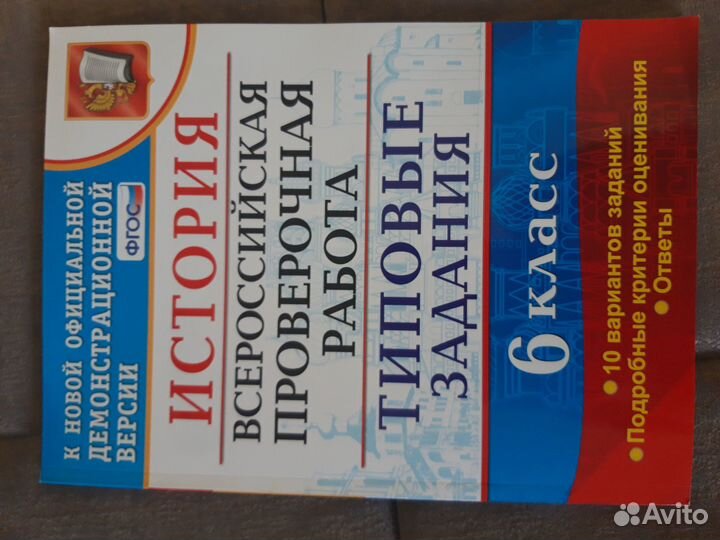 К НОВОЙ ОФИЦИАЛЬНОЙ
ДЕМОНСТРАЦИОННОЙ
ВЕРСИИ
ФГОС
ИСТОРИЯ
ВСЕРОССИЙСКАЯ
ПРОВЕРОЧНАЯ
РАБОТА
ТИПОВЫЕ
ЗАДАНИЯ
6 класс
• 10 вариантов заданий
• Подробные критерии оценивания
• Ответы
Avito